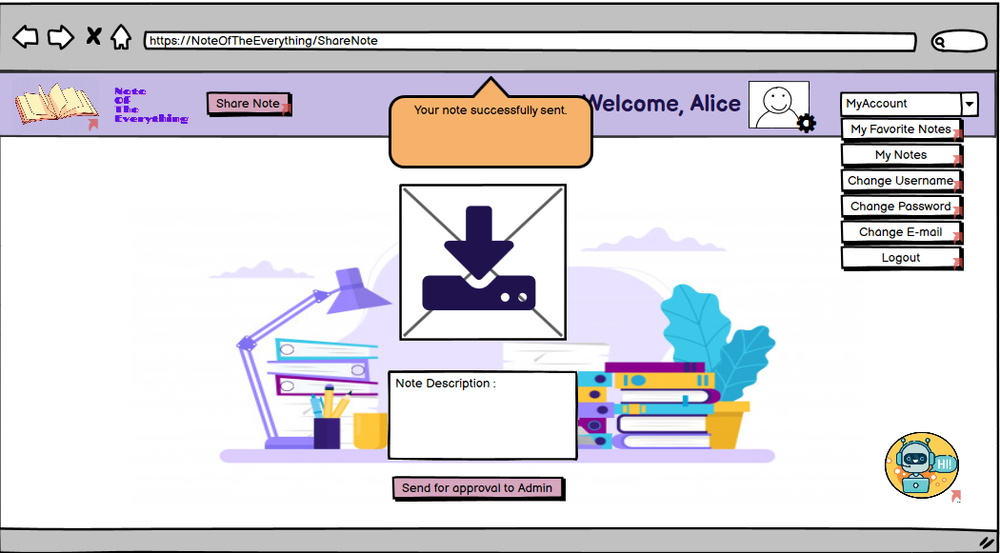 https://NoteOfTheEverything/ShareNote
Note
Of
The
Everything
Share Note
Your note successfully sent.
Welcome, Alice
MyAccount
My Favorite Notes
My Notes
Change Username
Change Password
Change E-mail
Logout
Note Description :
HI!
Send for approval to Admin